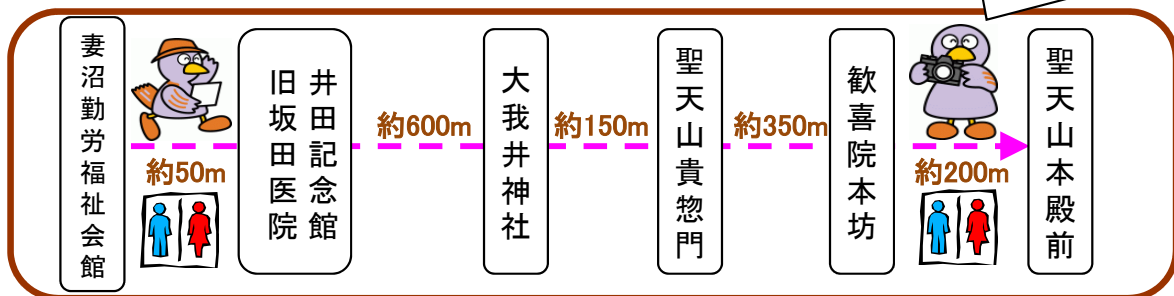 妻沼勤労福祉会館
約50m
井田記念館
旧坂田医院
約600m
大我井神社
約150m
聖天山貴惣門
約350m
歓喜院本坊
約200m
聖天山本殿前